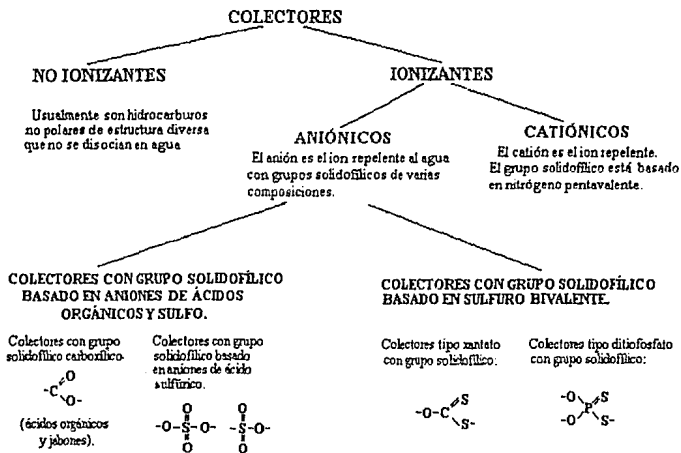 COLECTORES
NO IONIZANTES
Usualmente son hidrocarburos
no polares de estructura diversa
que no se disocian en agua
IONIZANTES
ANIÓNICOS
El anión es el ion repelente al agua
con grupos solidofílicos de varias
composiciones.
CATIÓNICOS
El catión es el ion repelente.
El grupo solidofílico está basado
en nitrógeno pentavalente.
COLECTORES CON GRUPO SOLIDOFÍLICO
BASADO EN ANIONES DE ÁCIDOS
ORGÁNICOS Y SULFO.
Colectores con grupo
solidofílico carboxílico.
-C
O
O-
(ácidos orgánicos
y jabones).
Colectores con grupo
solidofílico basado
en aniones de ácido
sulfúrico.
O O
-O-S-O- -S-O-
O O
COLECTORES CON GRUPO SOLIDOFÍLICO
BASADO EN SULFURO BIVALENTE.
Colectores tipo xantato
con grupo solidofílico:
-O-C
S
S-
Colectores tipo ditiofosfato
con grupo solidofílico:
-O S
P
-O S-